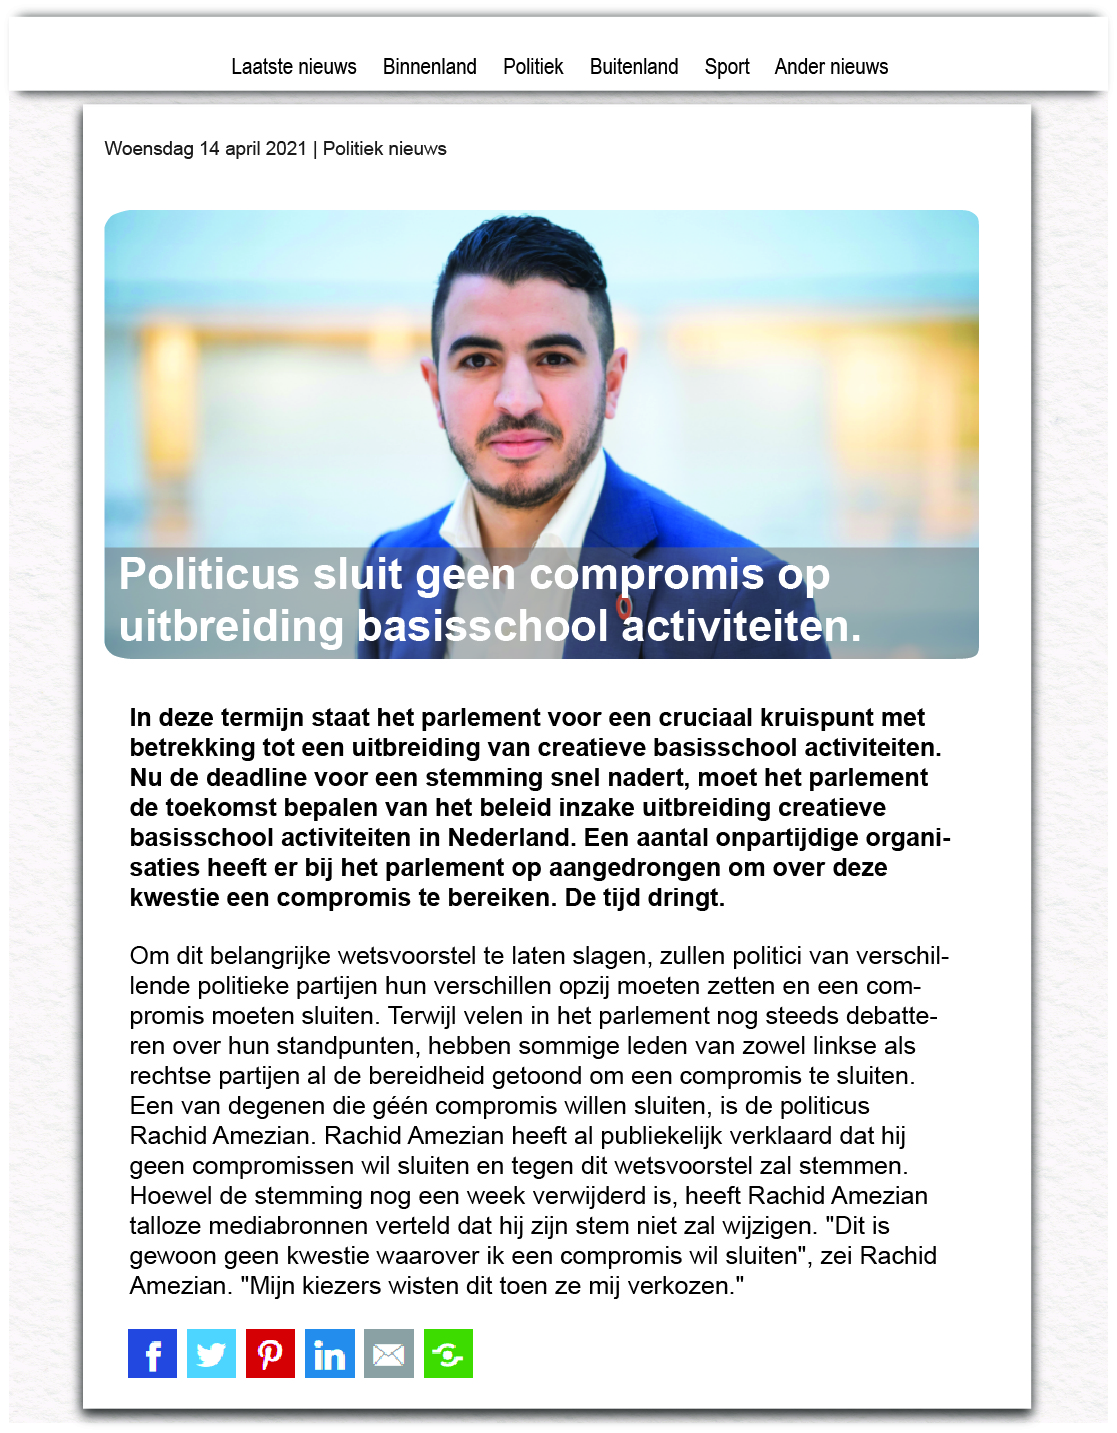 Laatste nieuws Binnenland Politiek Buitenland Sport Ander nieuws
Woensdag 14 april 2021 | Politiek nieuws
Politicus sluit geen compromis op
uitbreiding basisschool activiteiten.
In deze termijn staat het parlement voor een cruciaal kruispunt met
betrekking tot een uitbreiding van creatieve basisschool activiteiten.
Nu de deadline voor een stemming snel nadert, moet het parlement
de toekomst bepalen van het beleid inzake uitbreiding creatieve
basisschool activiteiten in Nederland. Een aantal onpartijdige organi-
saties heeft er bij het parlement op aangedrongen om over deze
kwestie een compromis te bereiken. De tijd dringt.
Om dit belangrijke wetsvoorstel te laten slagen, zullen politici van verschil-
lende politieke partijen hun verschillen opzij moeten zetten en een com-
promis moeten sluiten. Terwijl velen in het parlement nog steeds debatte-
ren over hun standpunten, hebben sommige leden van zowel linkse als
rechtse partijen al de bereidheid getoond om een compromis te sluiten.
Een van degenen die géén compromis willen sluiten, is de politicus
Rachid Amezian. Rachid Amezian heeft al publiekelijk verklaard dat hij
geen compromissen wil sluiten en tegen dit wetsvoorstel zal stemmen.
Hoewel de stemming nog een week verwijderd is, heeft Rachid Amezian
talloze mediabronnen verteld dat hij zijn stem niet zal wijzigen. "Dit is
gewoon geen kwestie waarover ik een compromis wil sluiten", zei Rachid
Amezian. "Mijn kiezers wisten dit toen ze mij verkozen."